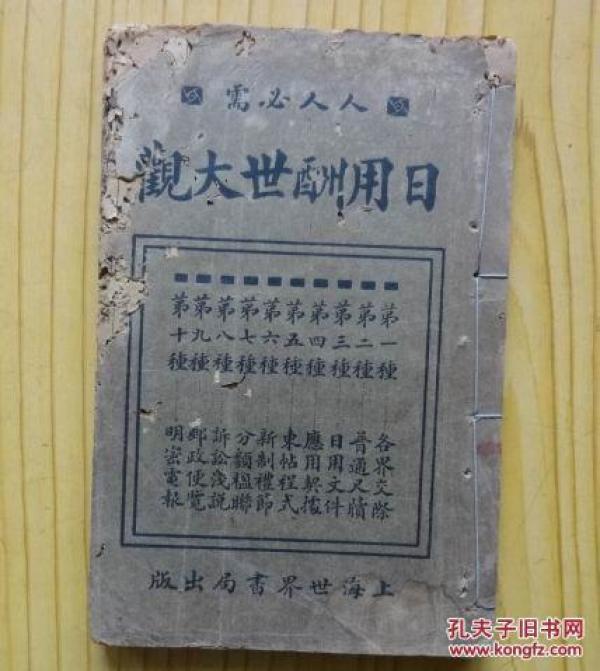 人人必需
日用酬世大觀
第一種 各界交際
第二種 普通尺牘
第三種 日用文件
第四種 應用契據
第五種 柬帖程式
第六種 新制禮節
第七種 分類楹聯
第八種 訴訟淺說
第九種 郵政便覽
第十種 明密電報
上海世界書局出版
孔夫子旧书网
www.kongfz.com